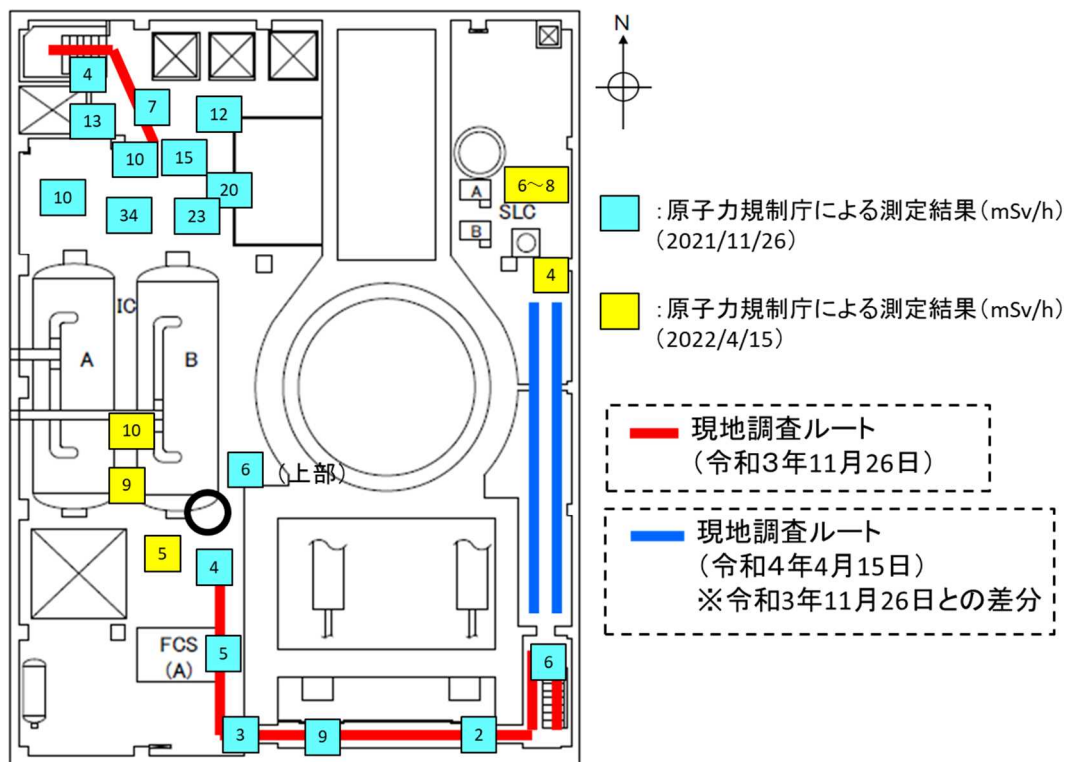 N
4
7
12
13
10
15
10
20
A
6～8
34
23
SLC
B
4
IC
A
B
10
6
(上部)
9
5
4
FCS
(A)
5
6
3
9
2
:原子力規制庁による測定結果(mSv/h)
(2021/11/26)
:原子力規制庁による測定結果(mSv/h)
(2022/4/15)
現地調査ルート
(令和3年11月26日)
現地調査ルート
(令和4年4月15日)
※令和3年11月26日との差分